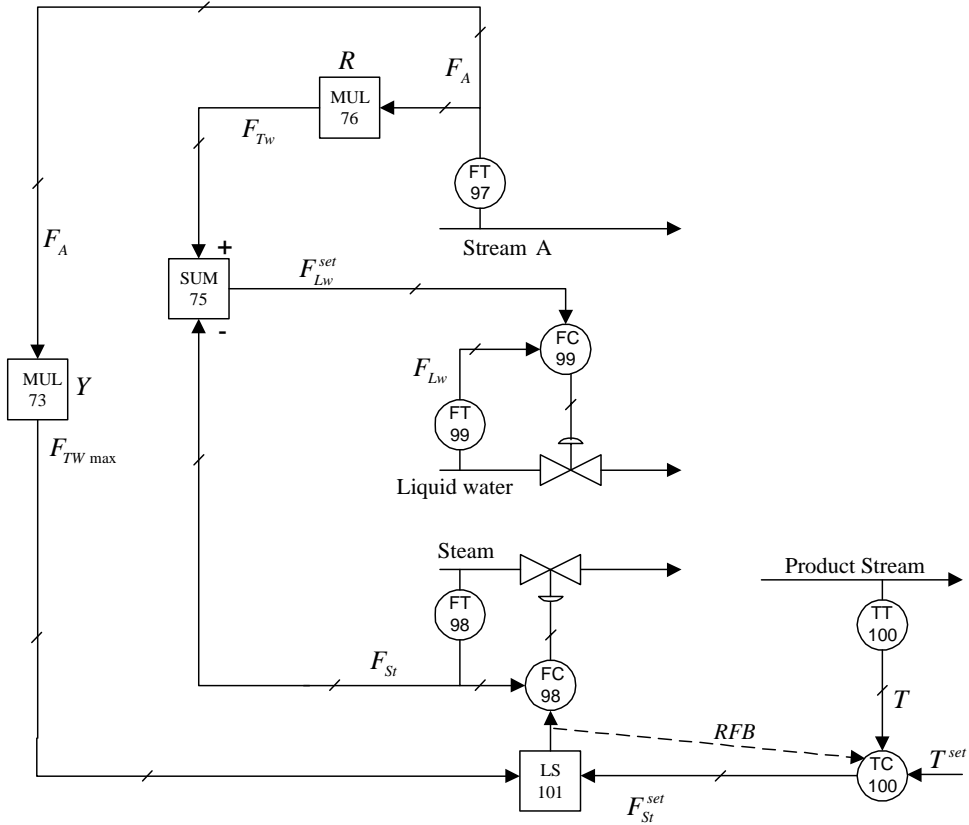 R
F_A
MUL
76
F_Tw
FT
97
Stream A
F_A
+
SUM
75
F_Lw^set
-
FC
99
MUL
73
Y
F_Lw
F_TW max
FT
99
Liquid water
Steam
Product Stream
FT
98
TT
100
F_St
FC
98
T
RFB
LS
101
TC
100
T^set
F_St^set